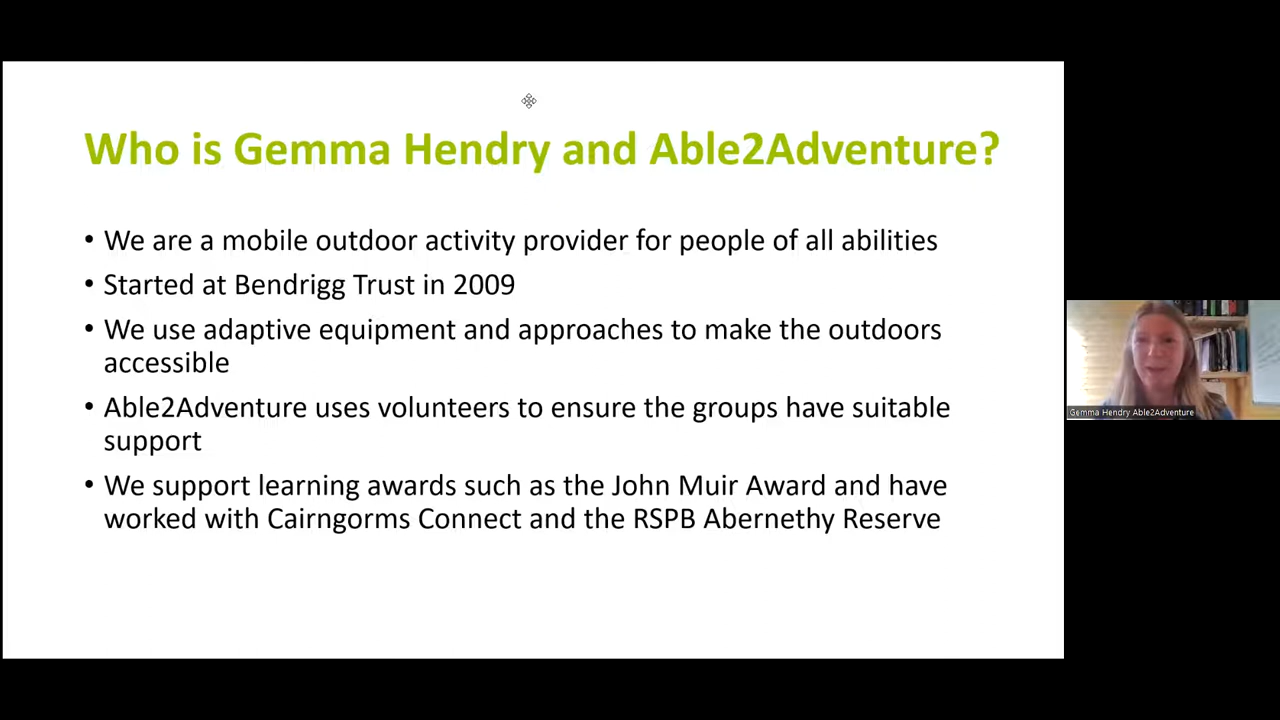 Who is Gemma Hendry and Able2Adventure?
• We are a mobile outdoor activity provider for people of all abilities
• Started at Bendrigg Trust in 2009
• We use adaptive equipment and approaches to make the outdoors
accessible
• Able2Adventure uses volunteers to ensure the groups have suitable
support
• We support learning awards such as the John Muir Award and have
worked with Cairngorms Connect and the RSPB Abernethy Reserve
Gemma Hendry Able2Adventure